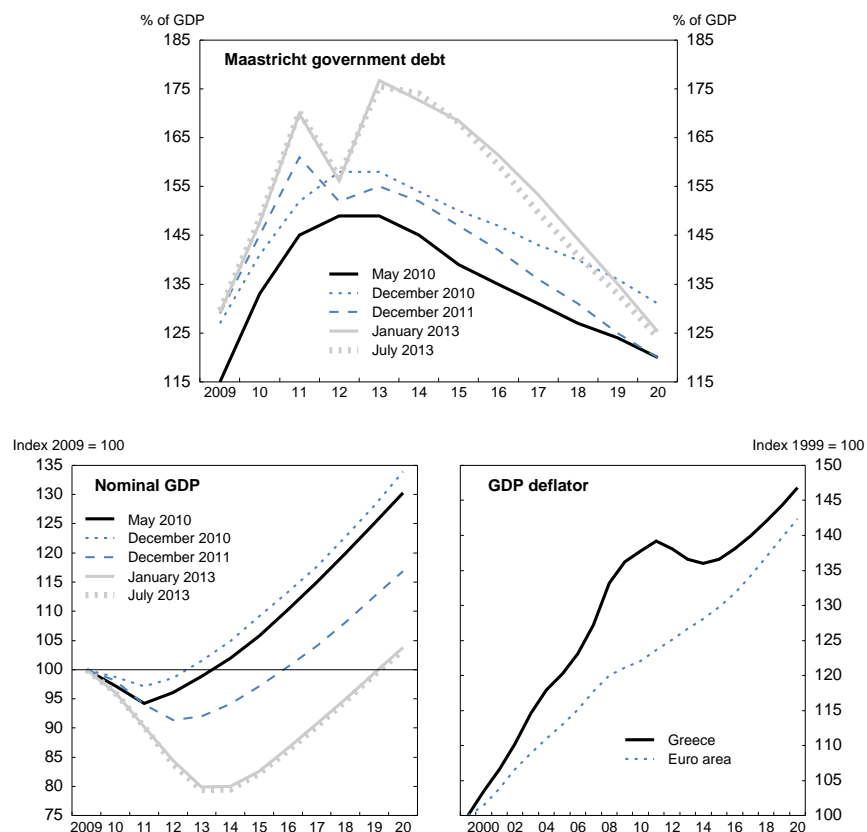 % of GDP % of GDP
185 185
Maastricht government debt
175 175
165 165
155 155
145 145
May 2010
135 December 2010 135
December 2011
125 January 2013 125
July 2013
115 115
2009 10 11 12 13 14 15 16 17 18 19 20
Index 2009 = 100
135
Nominal GDP
130
May 2010
125 December 2010
December 2011
120
January 2013
115 July 2013
110
105
100
95
90
85
80
75
2009 10 11 12 13 14 15 16 17 18 19 20
Index 1999 = 100
150
GDP deflator
145
140
135
130
125
120
115
110
Greece
Euro area
105
100
2000 02 04 06 08 10 12 14 16 18 20